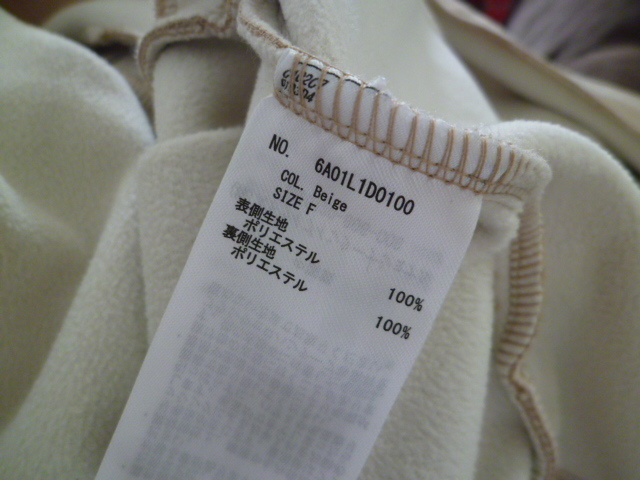 NO. 6A01L1D0100
COL. Beige
SIZE F
表側生地
ポリエステル 100%
裏側生地
ポリエステル 100%